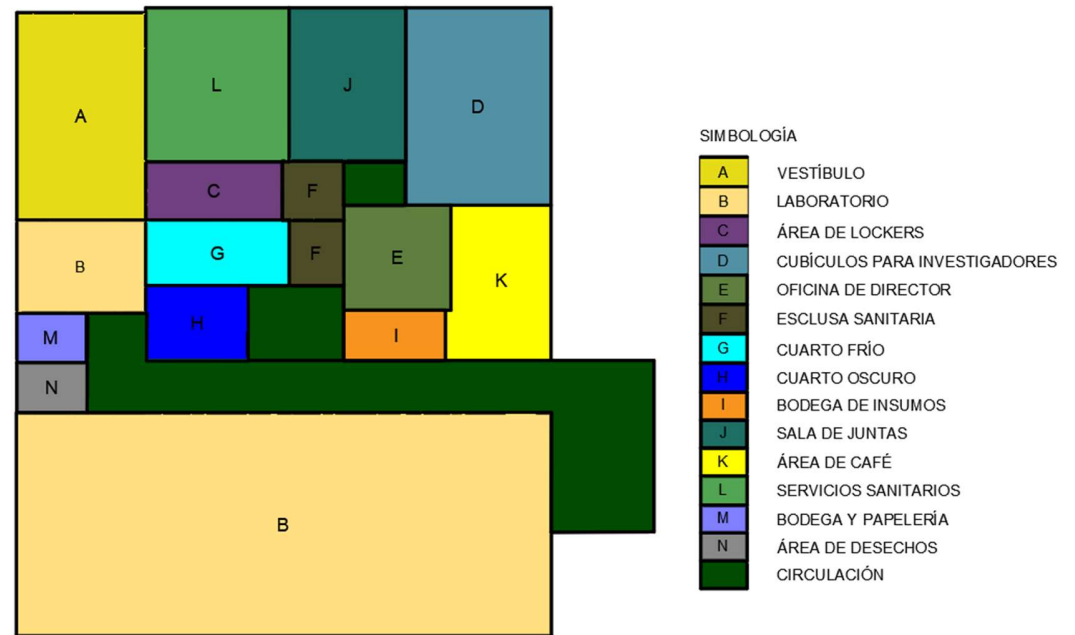 A
L
J
D
C
F
B
G
F
E
K
M
H
I
N
B
SIMBOLOGÍA
A VESTÍBULO
B LABORATORIO
C ÁREA DE LOCKERS
D CUBÍCULOS PARA INVESTIGADORES
E OFICINA DE DIRECTOR
F ESCLUSA SANITARIA
G CUARTO FRÍO
H CUARTO OSCURO
I BODEGA DE INSUMOS
J SALA DE JUNTAS
K ÁREA DE CAFÉ
L SERVICIOS SANITARIOS
M BODEGA Y PAPELERÍA
N ÁREA DE DESECHOS
CIRCULACIÓN